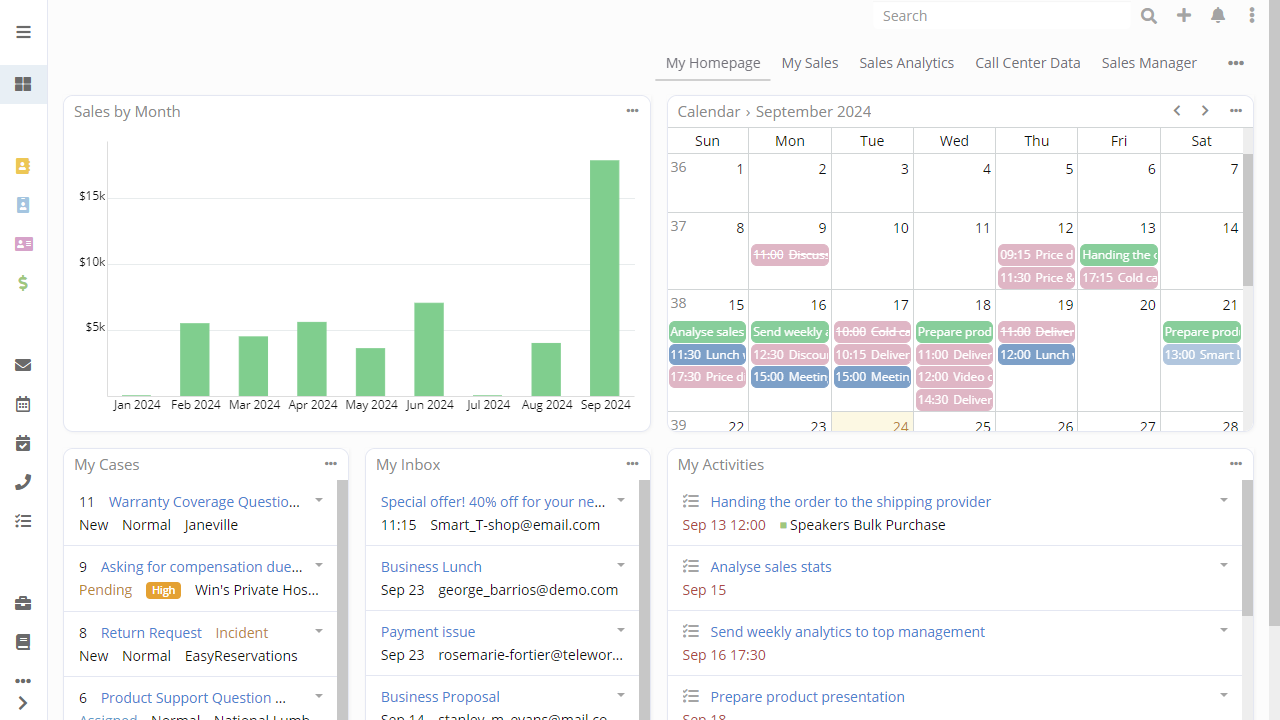 Search
My Homepage My Sales Sales Analytics Call Center Data Sales Manager
Sales by Month
$15k
$10k
$5k
Jan 2024 Feb 2024 Mar 2024 Apr 2024 May 2024 Jun 2024 Jul 2024 Aug 2024 Sep 2024
Calendar › September 2024
Sun Mon Tue Wed Thu Fri Sat
36 1 2 3 4 5 6 7
37 8 9 10 11 12 13 14
11:00 Discuss 09:15 Price d Handing the
11:30 Price & 17:15 Cold ca
38 15 16 17 18 19 20 21
Analyse sales Send weekly 10:00 Cold ca Prepare prod 11:00 Deliver Prepare prod
11:30 Lunch 12:30 Discou 10:15 Deliver 11:00 Deliver 12:00 Lunch 13:00 Smart
17:30 Price d 15:00 Meetin 15:00 Meetin 12:00 Video
14:30 Deliver
39 22 23 24 25 26 27 28
My Cases
11 Warranty Coverage Questio...
New Normal Janeville
9 Asking for compensation due...
Pending High Win's Private Hos...
8 Return Request Incident
New Normal EasyReservations
6 Product Support Question ...
Assigned Normal National Lumb
My Inbox
Special offer! 40% off for your ne...
11:15 Smart_T-shop@email.com
Business Lunch
Sep 23 george_barrios@demo.com
Payment issue
Sep 23 rosemarie-fortier@telewor...
Business Proposal
Sep 14 stanley_m_evans@mail.co
My Activities
Handing the order to the shipping provider
Sep 13 12:00 Speakers Bulk Purchase
Analyse sales stats
Sep 15
Send weekly analytics to top management
Sep 16 17:30
Prepare product presentation
Sep 18